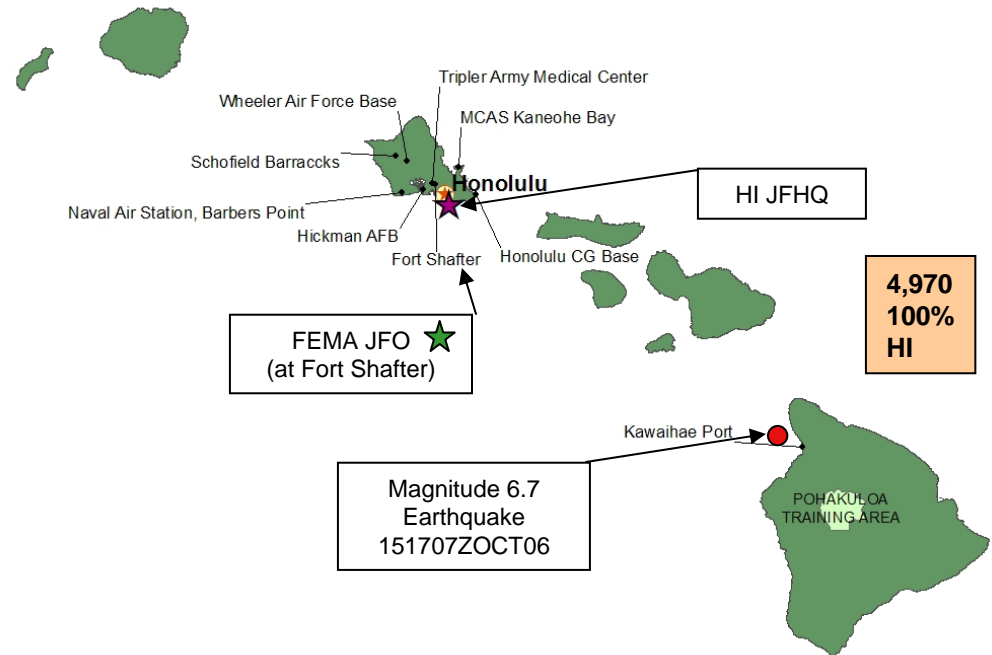 Tripler Army Medical Center
Wheeler Air Force Base
MCAS Kaneohe Bay
Schofield Barraccks
Honolulu
HI JFHQ
Naval Air Station, Barbers Point
Hickman AFB
Fort Shafter
Honolulu CG Base
4,970
100%
HI
FEMA JFO
(at Fort Shafter)
Kawaihae Port
Magnitude 6.7
Earthquake
151707ZOCT06
POHAKULOA
TRAINING AREA